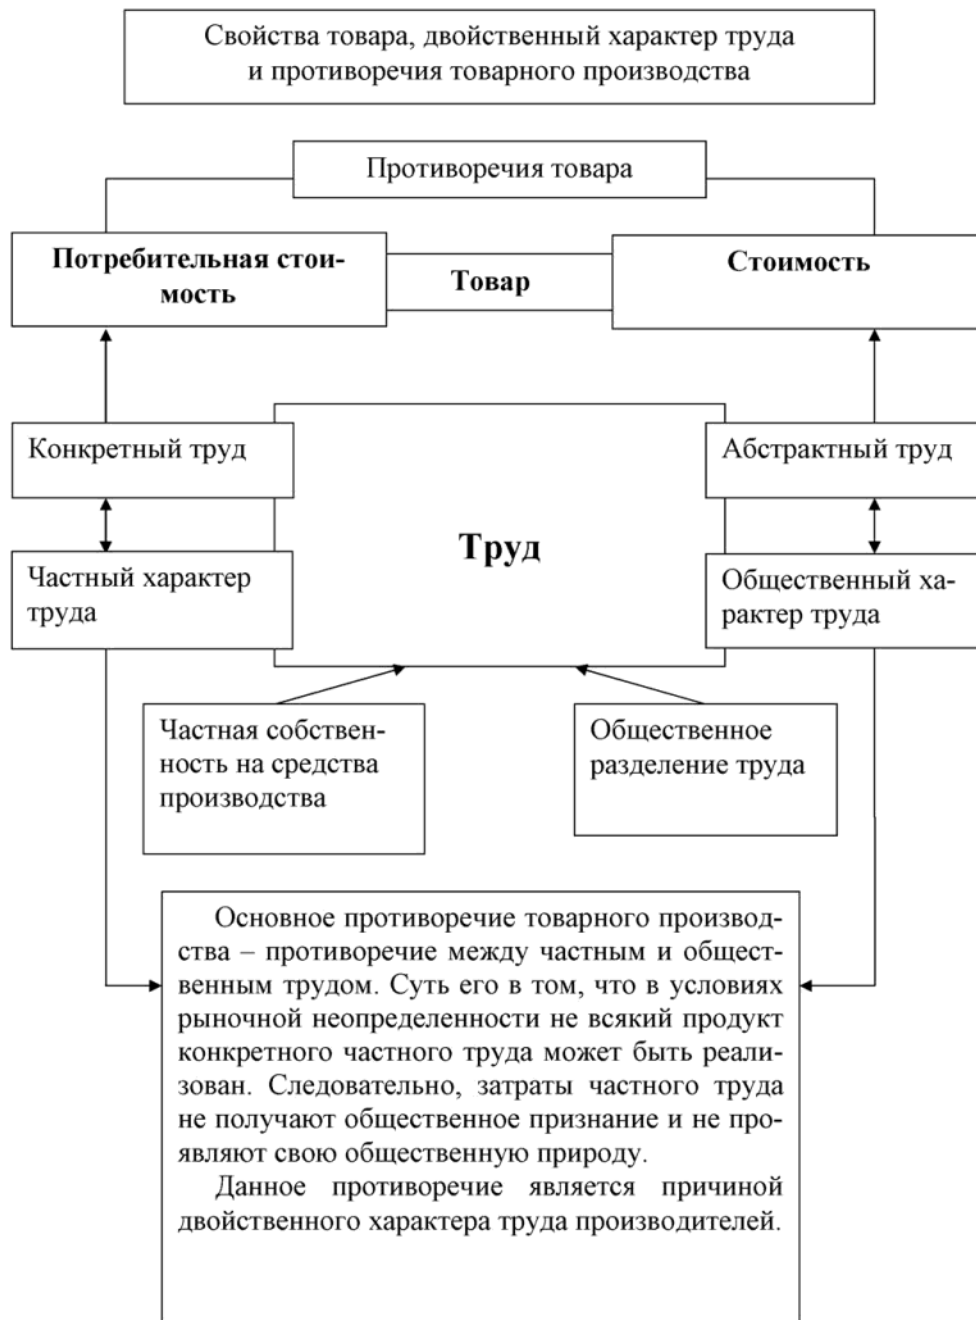 Свойства товара, двойственный характер труда
и противоречия товарного производства
Противоречия товара
Потребительная стои-
мость
Товар
Стоимость
Конкретный труд
Абстрактный труд
Труд
Частный характер
труда
Общественный ха-
рактер труда
Частная собствен-
ность на средства
производства
Общественное
разделение труда
Основное противоречие товарного производ-
ства – противоречие между частным и общест-
венным трудом. Суть его в том, что в условиях
рыночной неопределенности не всякий продукт
конкретного частного труда может быть реали-
зован. Следовательно, затраты частного труда
не получают общественное признание и не про-
являют свою общественную природу.
Данное противоречие является причиной
двойственного характера труда производителей.